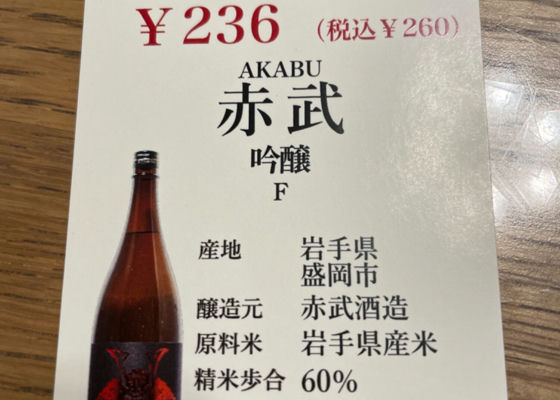 ￥236 (税込￥260)
AKABU
赤武
吟醸
F
産地 岩手県
盛岡市
醸造元 赤武酒造
原料米 岩手県産米
精米歩合 60%